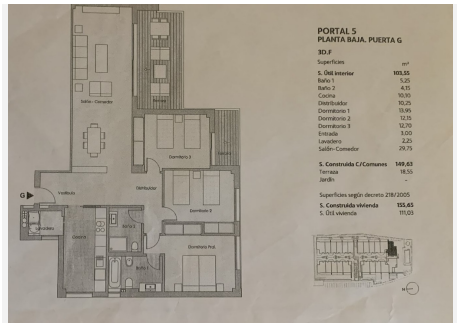 PORTAL 5
PLANTA BAJA. PUERTA G
3D.F
Superficies m²
S. Útil interior 103,55
Baño 1 5,25
Baño 2 4,15
Cocina 10,10
Distribuidor 10,25
Dormitorio 1 13,95
Dormitorio 2 12,15
Dormitorio 3 12,70
Entrada 3,00
Lavadero 2,25
Salón-Comedor 29,75
S. Construida C/Comunes 149,63
Terraza 18,55
Jardín -
Superficies según decreto 218/2005
S. Construida vivienda 155,65
S. Útil vivienda 111,03
Salón-Comedor
Dormitorio 3
Distribuidor
Vestíbulo
Dormitorio 2
G
Lavadero
Cocina
Baño 2
Baño 1
Dormitorio Ppal.
N